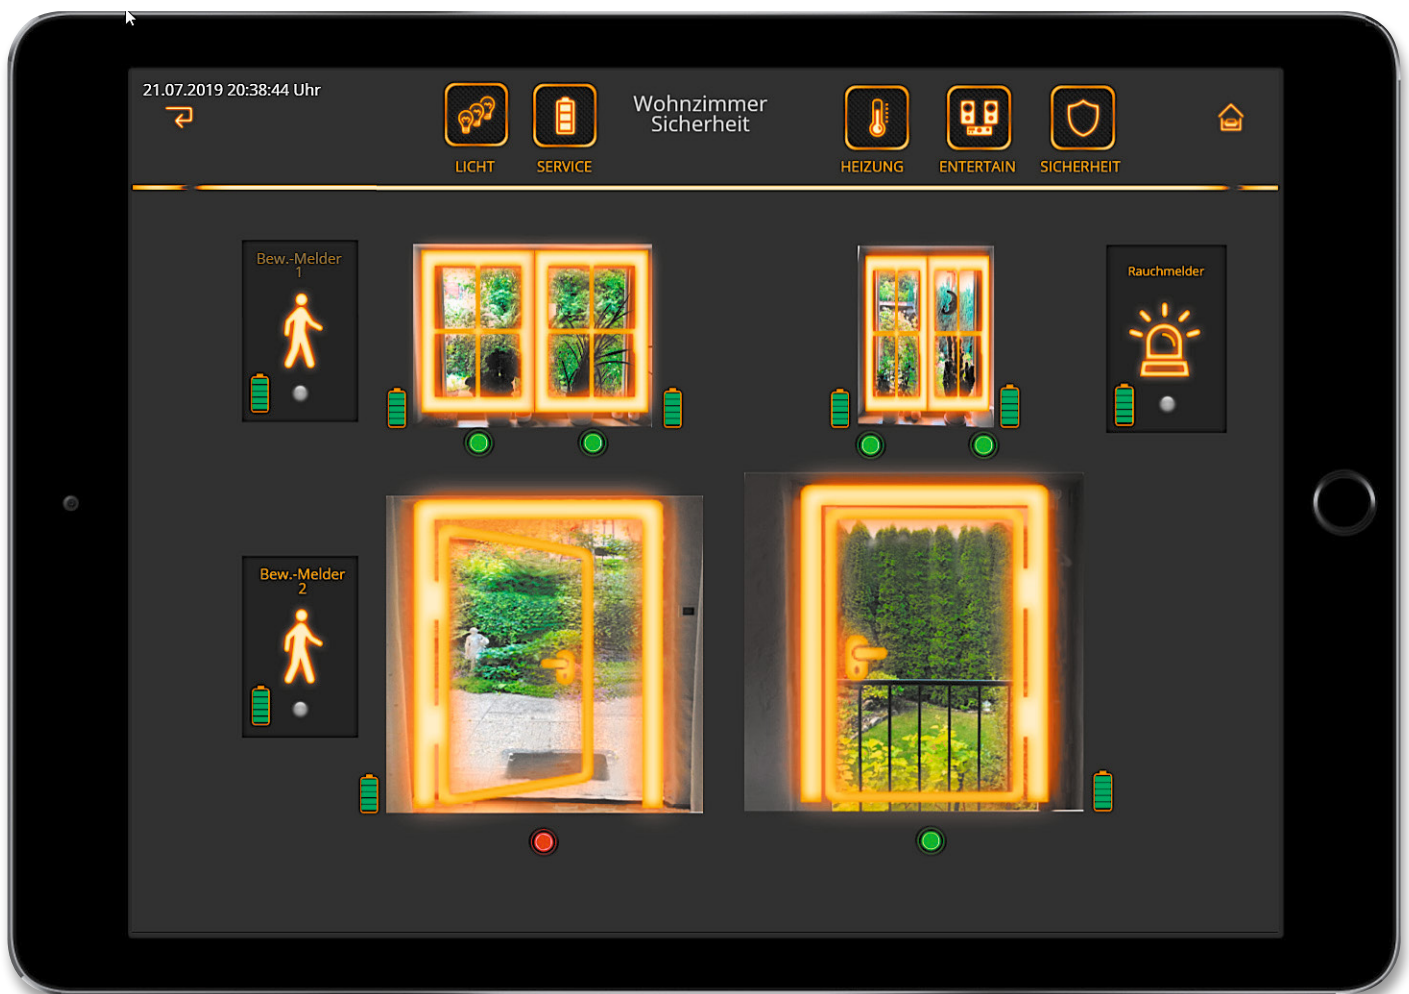 21.07.2019 20:38:44 Uhr
LICHT
SERVICE
Wohnzimmer
Sicherheit
HEIZUNG
ENTERTAIN
SICHERHEIT
Bew.-Melder
1
Rauchmelder
Bew.-Melder
2